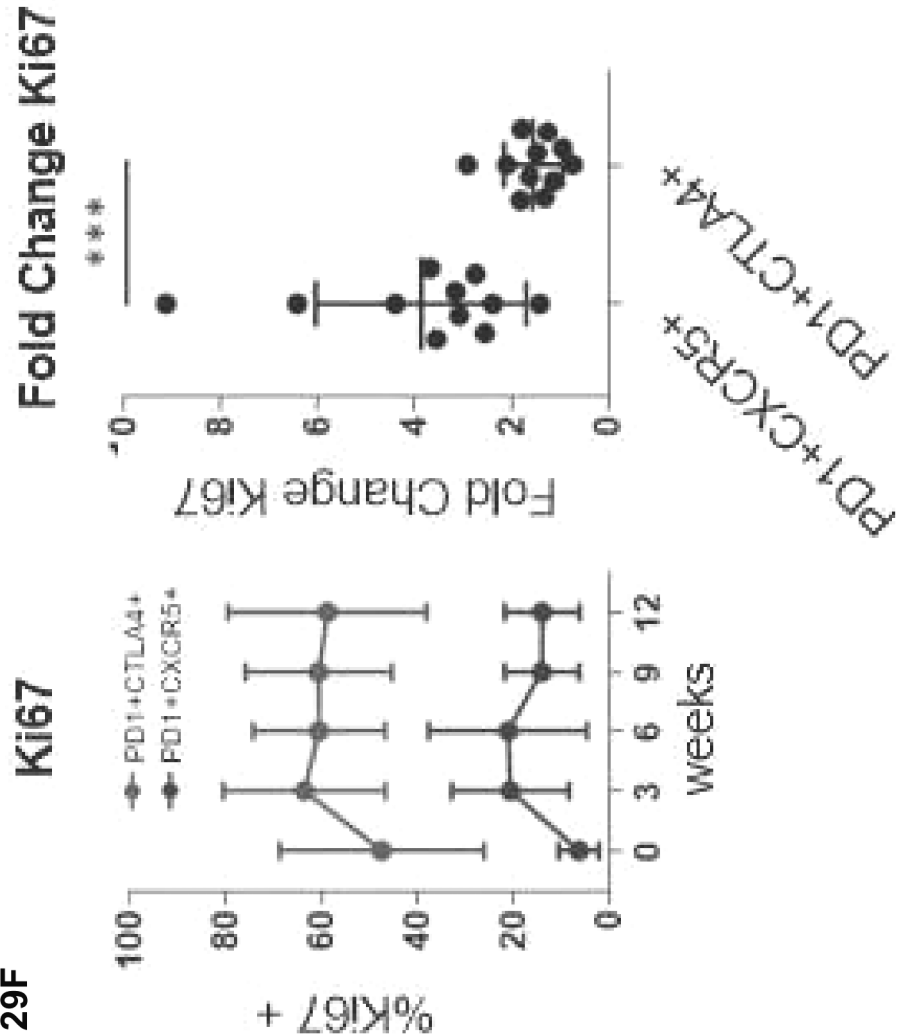 29F
Ki67
%Ki67 +
100
80
60
40
20
0
PD1+CTLA4+
PD1+CXCR5+
0 3 6 9 12
weeks
Fold Change Ki67
Fold Change Ki67
10
8
6
4
2
0
***
PD1+CXCR5+
PD1+CTLA4+